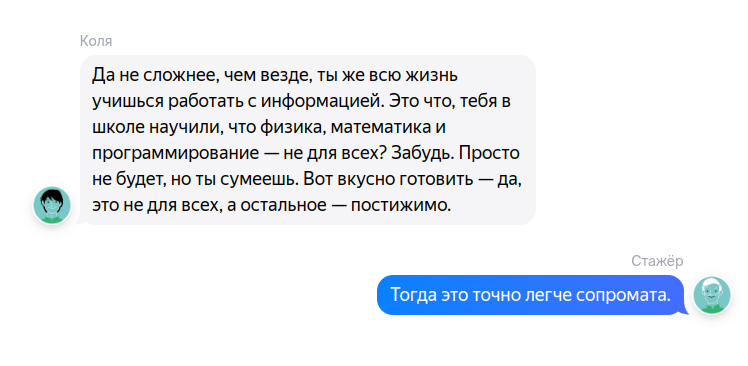 Коля
Да не сложнее, чем везде, ты же всю жизнь
учишься работать с информацией. Это что, тебя в
школе научили, что физика, математика и
программирование — не для всех? Забудь. Просто
не будет, но ты сумеешь. Вот вкусно готовить — да,
это не для всех, а остальное — постижимо.
Стажёр
Тогда это точно легче сопромата.